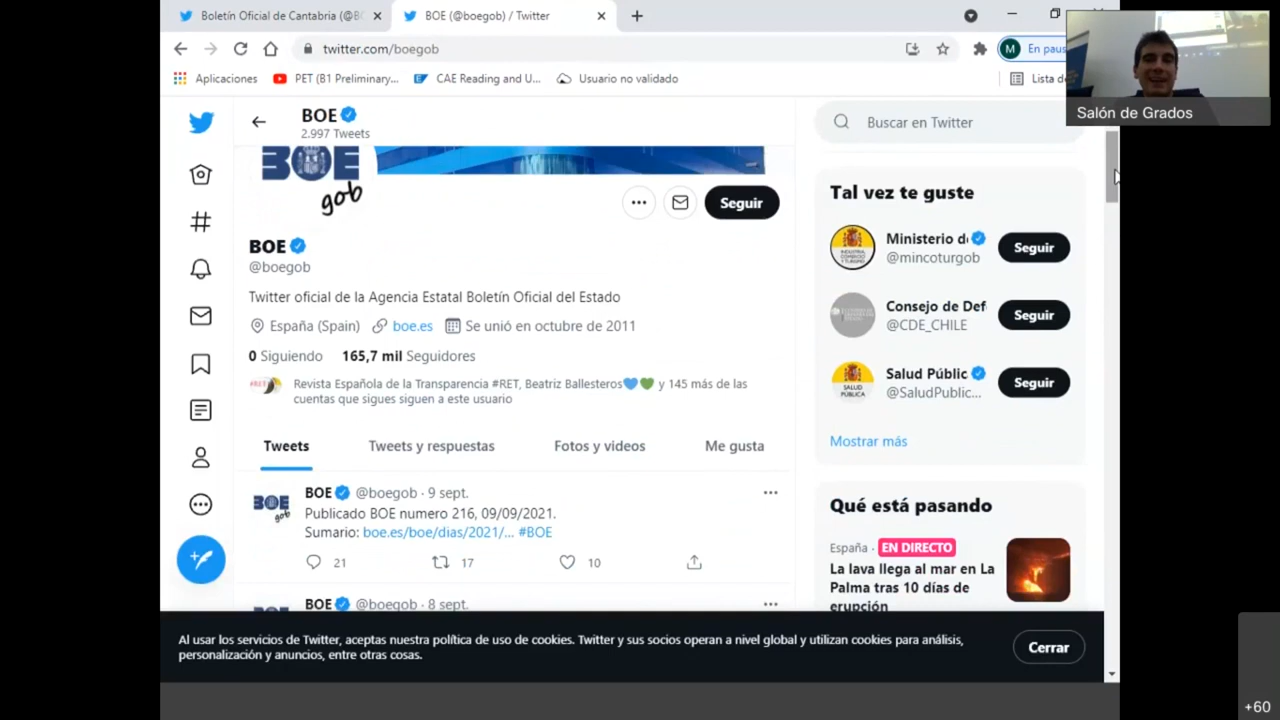 Boletín Oficial de Cantabria (@B
BOE (@boegob) / Twitter
twitter.com/boegob
M
En paus
Aplicaciones
PET (B1 Preliminary...
CAE Reading and U...
Usuario no validado
Lista de
Salón de Grados
BOE
2.997 Tweets
Buscar en Twitter
BOE
gob
Seguir
BOE
@boegob
Twitter oficial de la Agencia Estatal Boletín Oficial del Estado
España (Spain) boe.es Se unió en octubre de 2011
0 Siguiendo 165,7 mil Seguidores
Revista Española de la Transparencia #RET, Beatriz Ballesteros💙💚 y 145 más de las
cuentas que sigues siguen a este usuario
Tweets
Tweets y respuestas
Fotos y videos
Me gusta
BOE @boegob · 9 sept.
Publicado BOE numero 216, 09/09/2021.
Sumario: boe.es/boe/dias/2021/... #BOE
21
17
10
BOE @boegob · 8 sept.
Tal vez te guste
Ministerio d
@mincoturgob
Seguir
Consejo de Def
@CDE_CHILE
Seguir
Salud Públic
@SaludPublic...
SALUD
PÚBLICA
Seguir
Mostrar más
Qué está pasando
España · EN DIRECTO
La lava llega al mar en La
Palma tras 10 días de
erupción
Al usar los servicios de Twitter, aceptas nuestra política de uso de cookies. Twitter y sus socios operan a nivel global y utilizan cookies para análisis,
personalización y anuncios, entre otras cosas.
Cerrar
+60